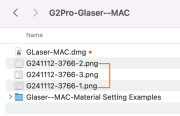 G2Pro-Glaser--MAC
Name
GLaser-MAC.dmg
G241112-3766-2.png
G241112-3766-3.png
G241112-3766-1.png
Glaser--MAC-Material Setting Examples